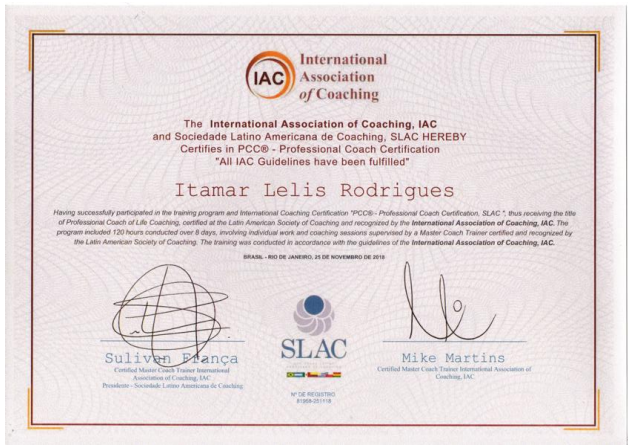 IAC
International
Association
of Coaching
The International Association of Coaching, IAC
and Sociedade Latino Americana de Coaching, SLAC HEREBY
Certifies in PCC® - Professional Coach Certification
"All IAC Guidelines have been fulfilled"
Itamar Lelis Rodrigues
Having successfully participated in the training program and International Coaching Certification "PCC®- Professional Coach Certification, SLAC ", thus receiving the title
of Professional Coach of Life Coaching, certified at the Latin American Society of Coaching and recognized by the International Association of Coaching, IAC. The
program included 120 hours conducted over 8 days, involving individual work and coaching sessions supervised by a Master Coach Trainer certified and recognized by
the Latin American Society of Coaching. The training was conducted in accordance with the guidelines of the International Association of Coaching, IAC.
BRASIL - RIO DE JANEIRO, 25 DE NOVEMBRO DE 2018
Sulivan França
Certified Master Coach Trainer International
Association of Coaching, IAC
Presidente - Sociedade Latino Americana de Coaching
SLAC
Nº DE REGISTRO
Mike Martins
Certified Master Coach Trainer International Association of
Coaching, IAC